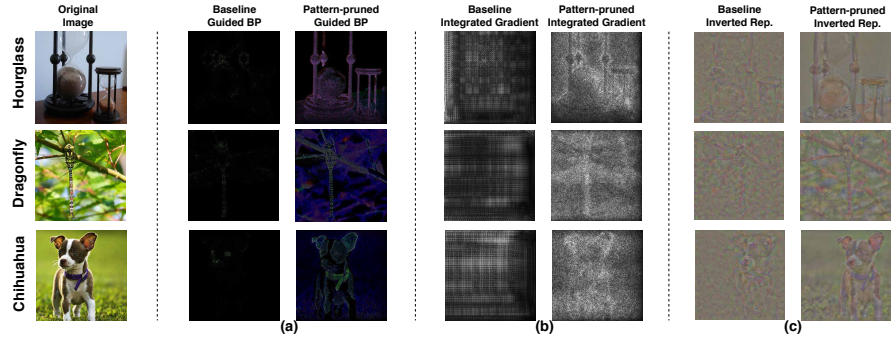 Original
Image
Baseline
Guided BP
Pattern-pruned
Guided BP
Baseline
Integrated Gradient
Pattern-pruned
Integrated Gradient
Baseline
Inverted Rep.
Pattern-pruned
Inverted Rep.
Hourglass
Dragonfly
Chihuahua
(a)
(b)
(c)